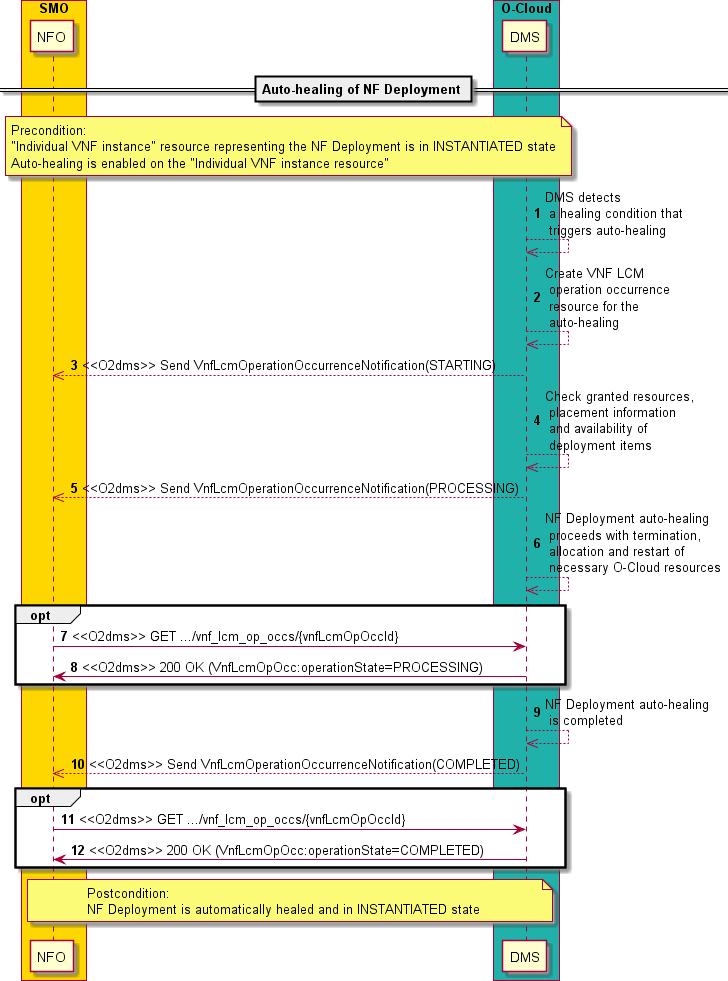 SMO
O-Cloud
NFO
DMS
Auto-healing of NF Deployment
Precondition:
"Individual VNF instance" resource representing the NF Deployment is in INSTANTIATED state
Auto-healing is enabled on the "Individual VNF instance resource"
DMS detects
1 a healing condition that
triggers auto-healing
Create VNF LCM
2 operation occurrence
resource for the
auto-healing
3 <<O2dms>> Send VnfLcmOperationOccurrenceNotification(STARTING)
Check granted resources,
placement information
4 and availability of
deployment items
5 <<O2dms>> Send VnfLcmOperationOccurrenceNotification(PROCESSING)
NF Deployment auto-healing
proceeds with termination,
6 allocation and restart of
necessary O-Cloud resources
opt
7 <<O2dms>> GET .../vnf_lcm_op_occs/{vnfLcmOpOccId}
8 <<O2dms>> 200 OK (VnfLcmOpOcc:operationState=PROCESSING)
9 NF Deployment auto-healing
is completed
10 <<O2dms>> Send VnfLcmOperationOccurrenceNotification(COMPLETED)
opt
11 <<O2dms>> GET .../vnf_lcm_op_occs/{vnfLcmOpOccId}
12 <<O2dms>> 200 OK (VnfLcmOpOcc:operationState=COMPLETED)
Postcondition:
NF Deployment is automatically healed and in INSTANTIATED state
NFO
DMS